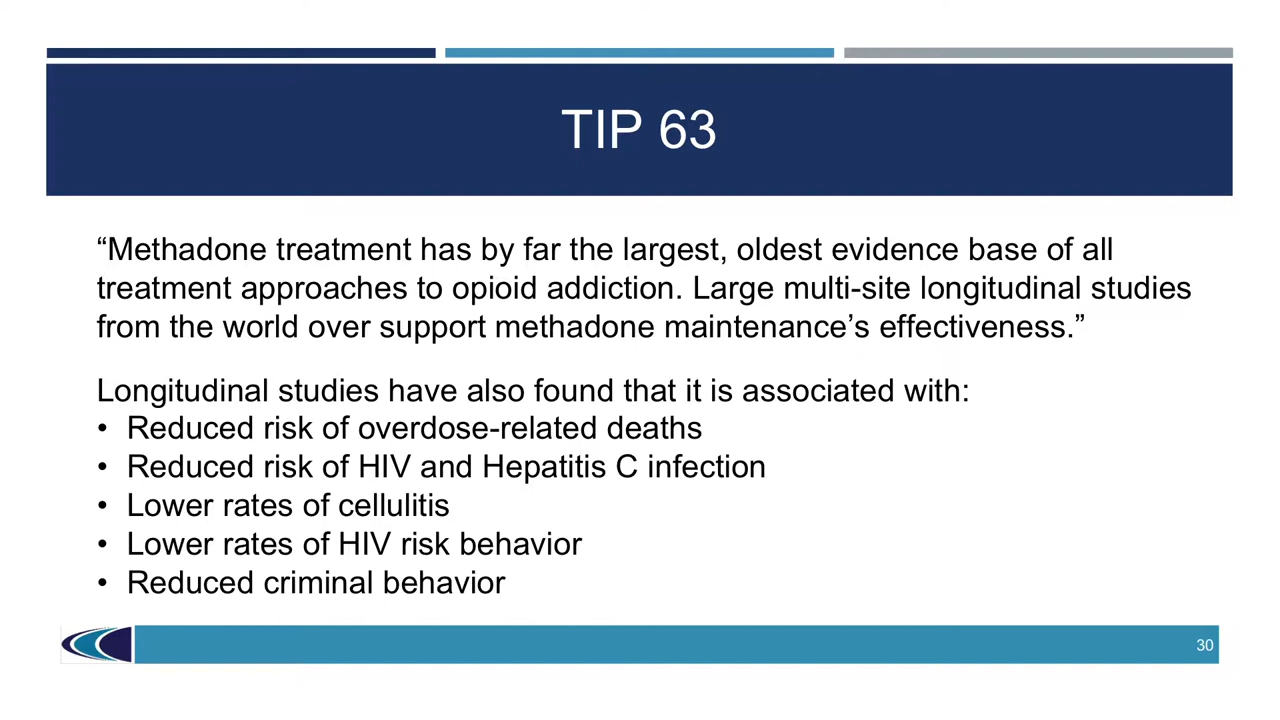 TIP 63
“Methadone treatment has by far the largest, oldest evidence base of all
treatment approaches to opioid addiction. Large multi-site longitudinal studies
from the world over support methadone maintenance’s effectiveness.”
Longitudinal studies have also found that it is associated with:
• Reduced risk of overdose-related deaths
• Reduced risk of HIV and Hepatitis C infection
• Lower rates of cellulitis
• Lower rates of HIV risk behavior
• Reduced criminal behavior
30